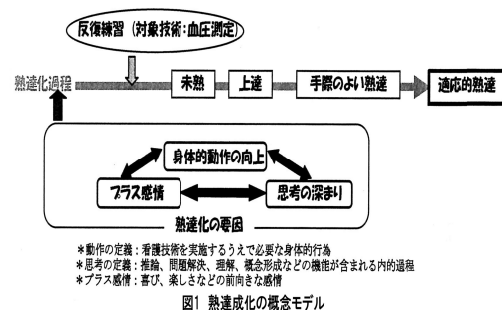 反復練習（対象技術：血圧測定）
熟達化過程
未熟
上達
手際のよい熟達
適応的熟達
身体的動作の向上
プラス感情
思考の深まり
熟達化の要因
＊動作の定義：看護技術を実施するうえで必要な身体的行為
＊思考の定義：推論、問題解決、理解、概念形成などの機能が含まれる内的過程
＊プラス感情：喜び、楽しさなどの前向きな感情
図1 熟達成化の概念モデル